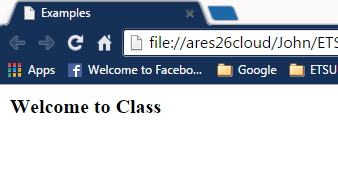 Examples
file://ares26cloud/John/ETS
Apps Welcome to Facebo... Google ETSU
Welcome to Class